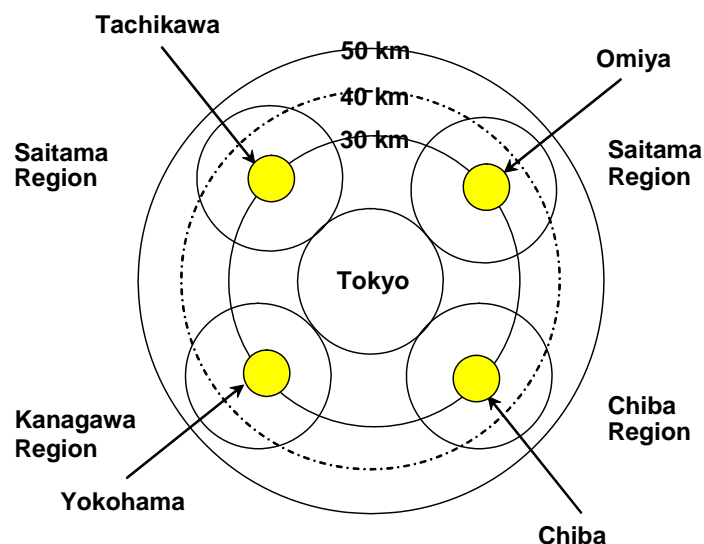 Tachikawa
50 km
Omiya
40 km
30 km
Saitama
Region
Saitama
Region
Tokyo
Kanagawa
Region
Chiba
Region
Yokohama
Chiba